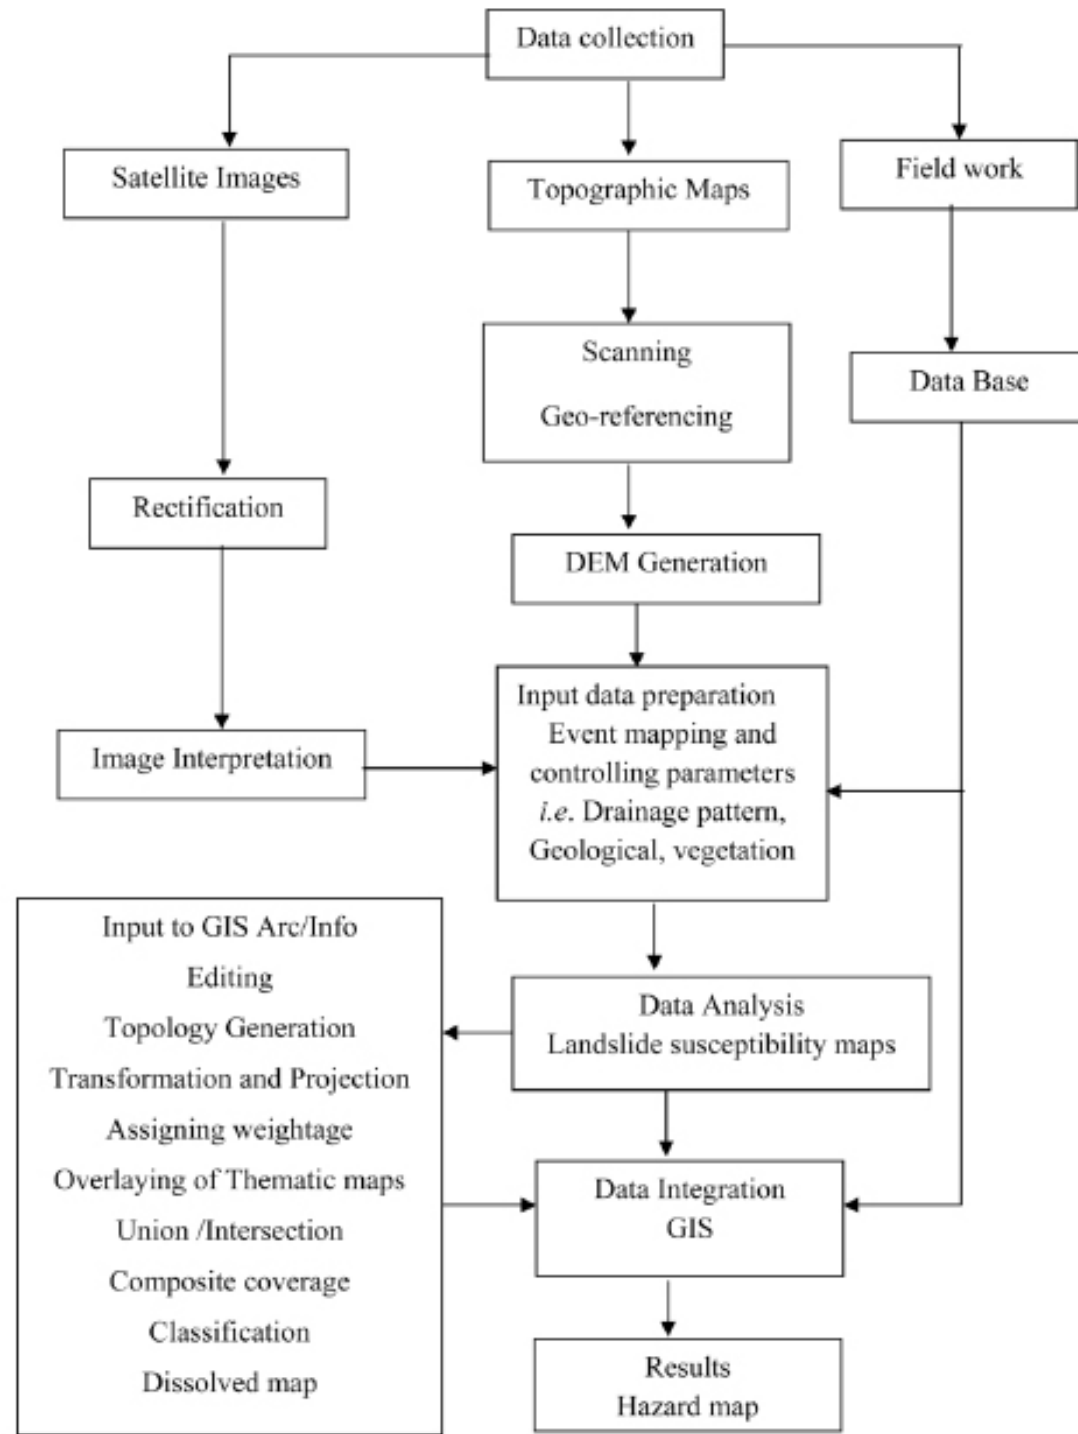 Data collection
Satellite Images
Topographic Maps
Field work
Scanning
Geo-referencing
Data Base
Rectification
DEM Generation
Input data preparation
Event mapping and
controlling parameters
i.e. Drainage pattern,
Geological, vegetation
Image Interpretation
Input to GIS Arc/Info
Editing
Topology Generation
Transformation and Projection
Assigning weightage
Overlaying of Thematic maps
Union /Intersection
Composite coverage
Classification
Dissolved map
Data Analysis
Landslide susceptibility maps
Data Integration
GIS
Results
Hazard map